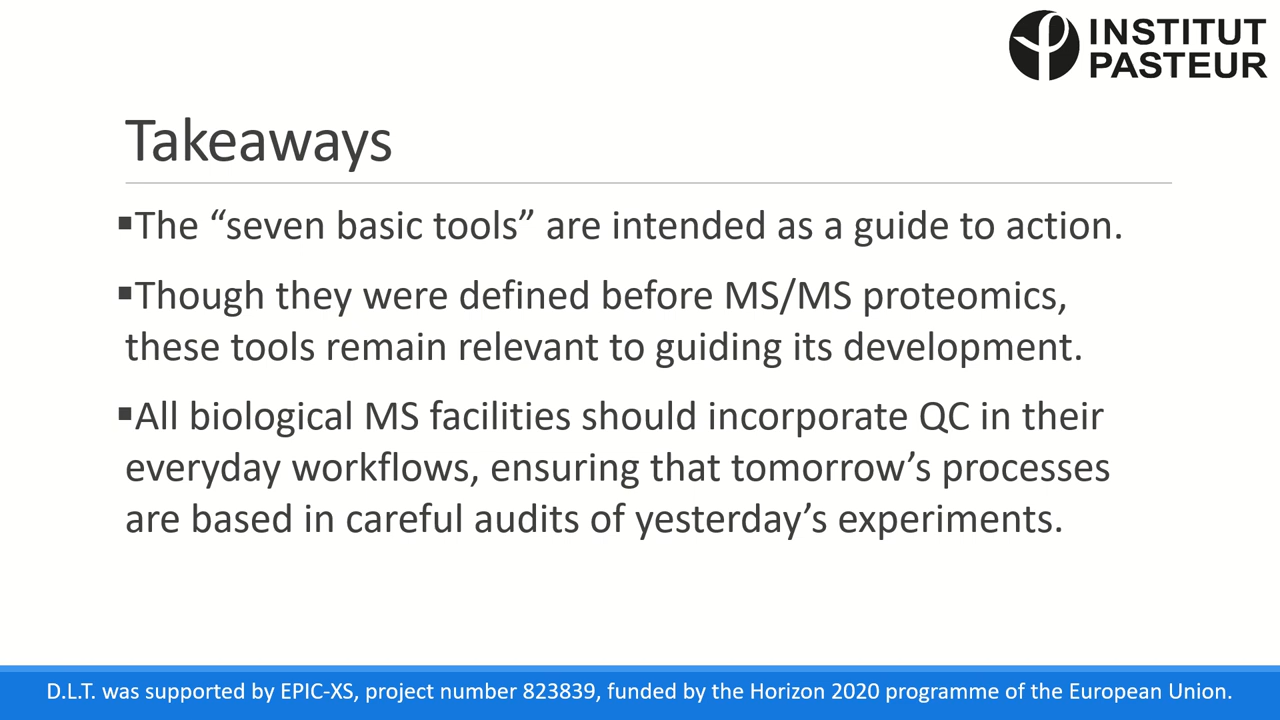 INSTITUT
PASTEUR
Takeaways
▪The “seven basic tools” are intended as a guide to action.
▪Though they were defined before MS/MS proteomics,
these tools remain relevant to guiding its development.
▪All biological MS facilities should incorporate QC in their
everyday workflows, ensuring that tomorrow’s processes
are based in careful audits of yesterday’s experiments.
D.L.T. was supported by EPIC-XS, project number 823839, funded by the Horizon 2020 programme of the European Union.